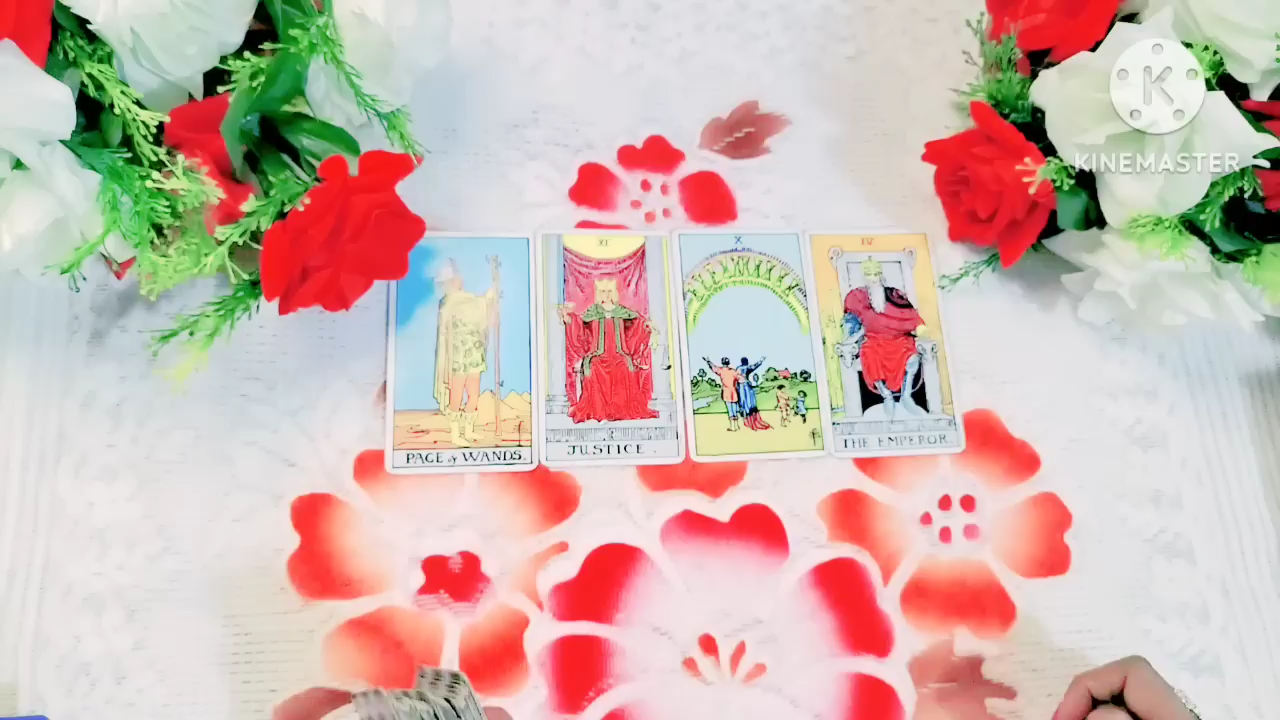 K
KINEMASTER
XI
X
IV
PAGE of WANDS.
JUSTICE.
THE EMPEROR.